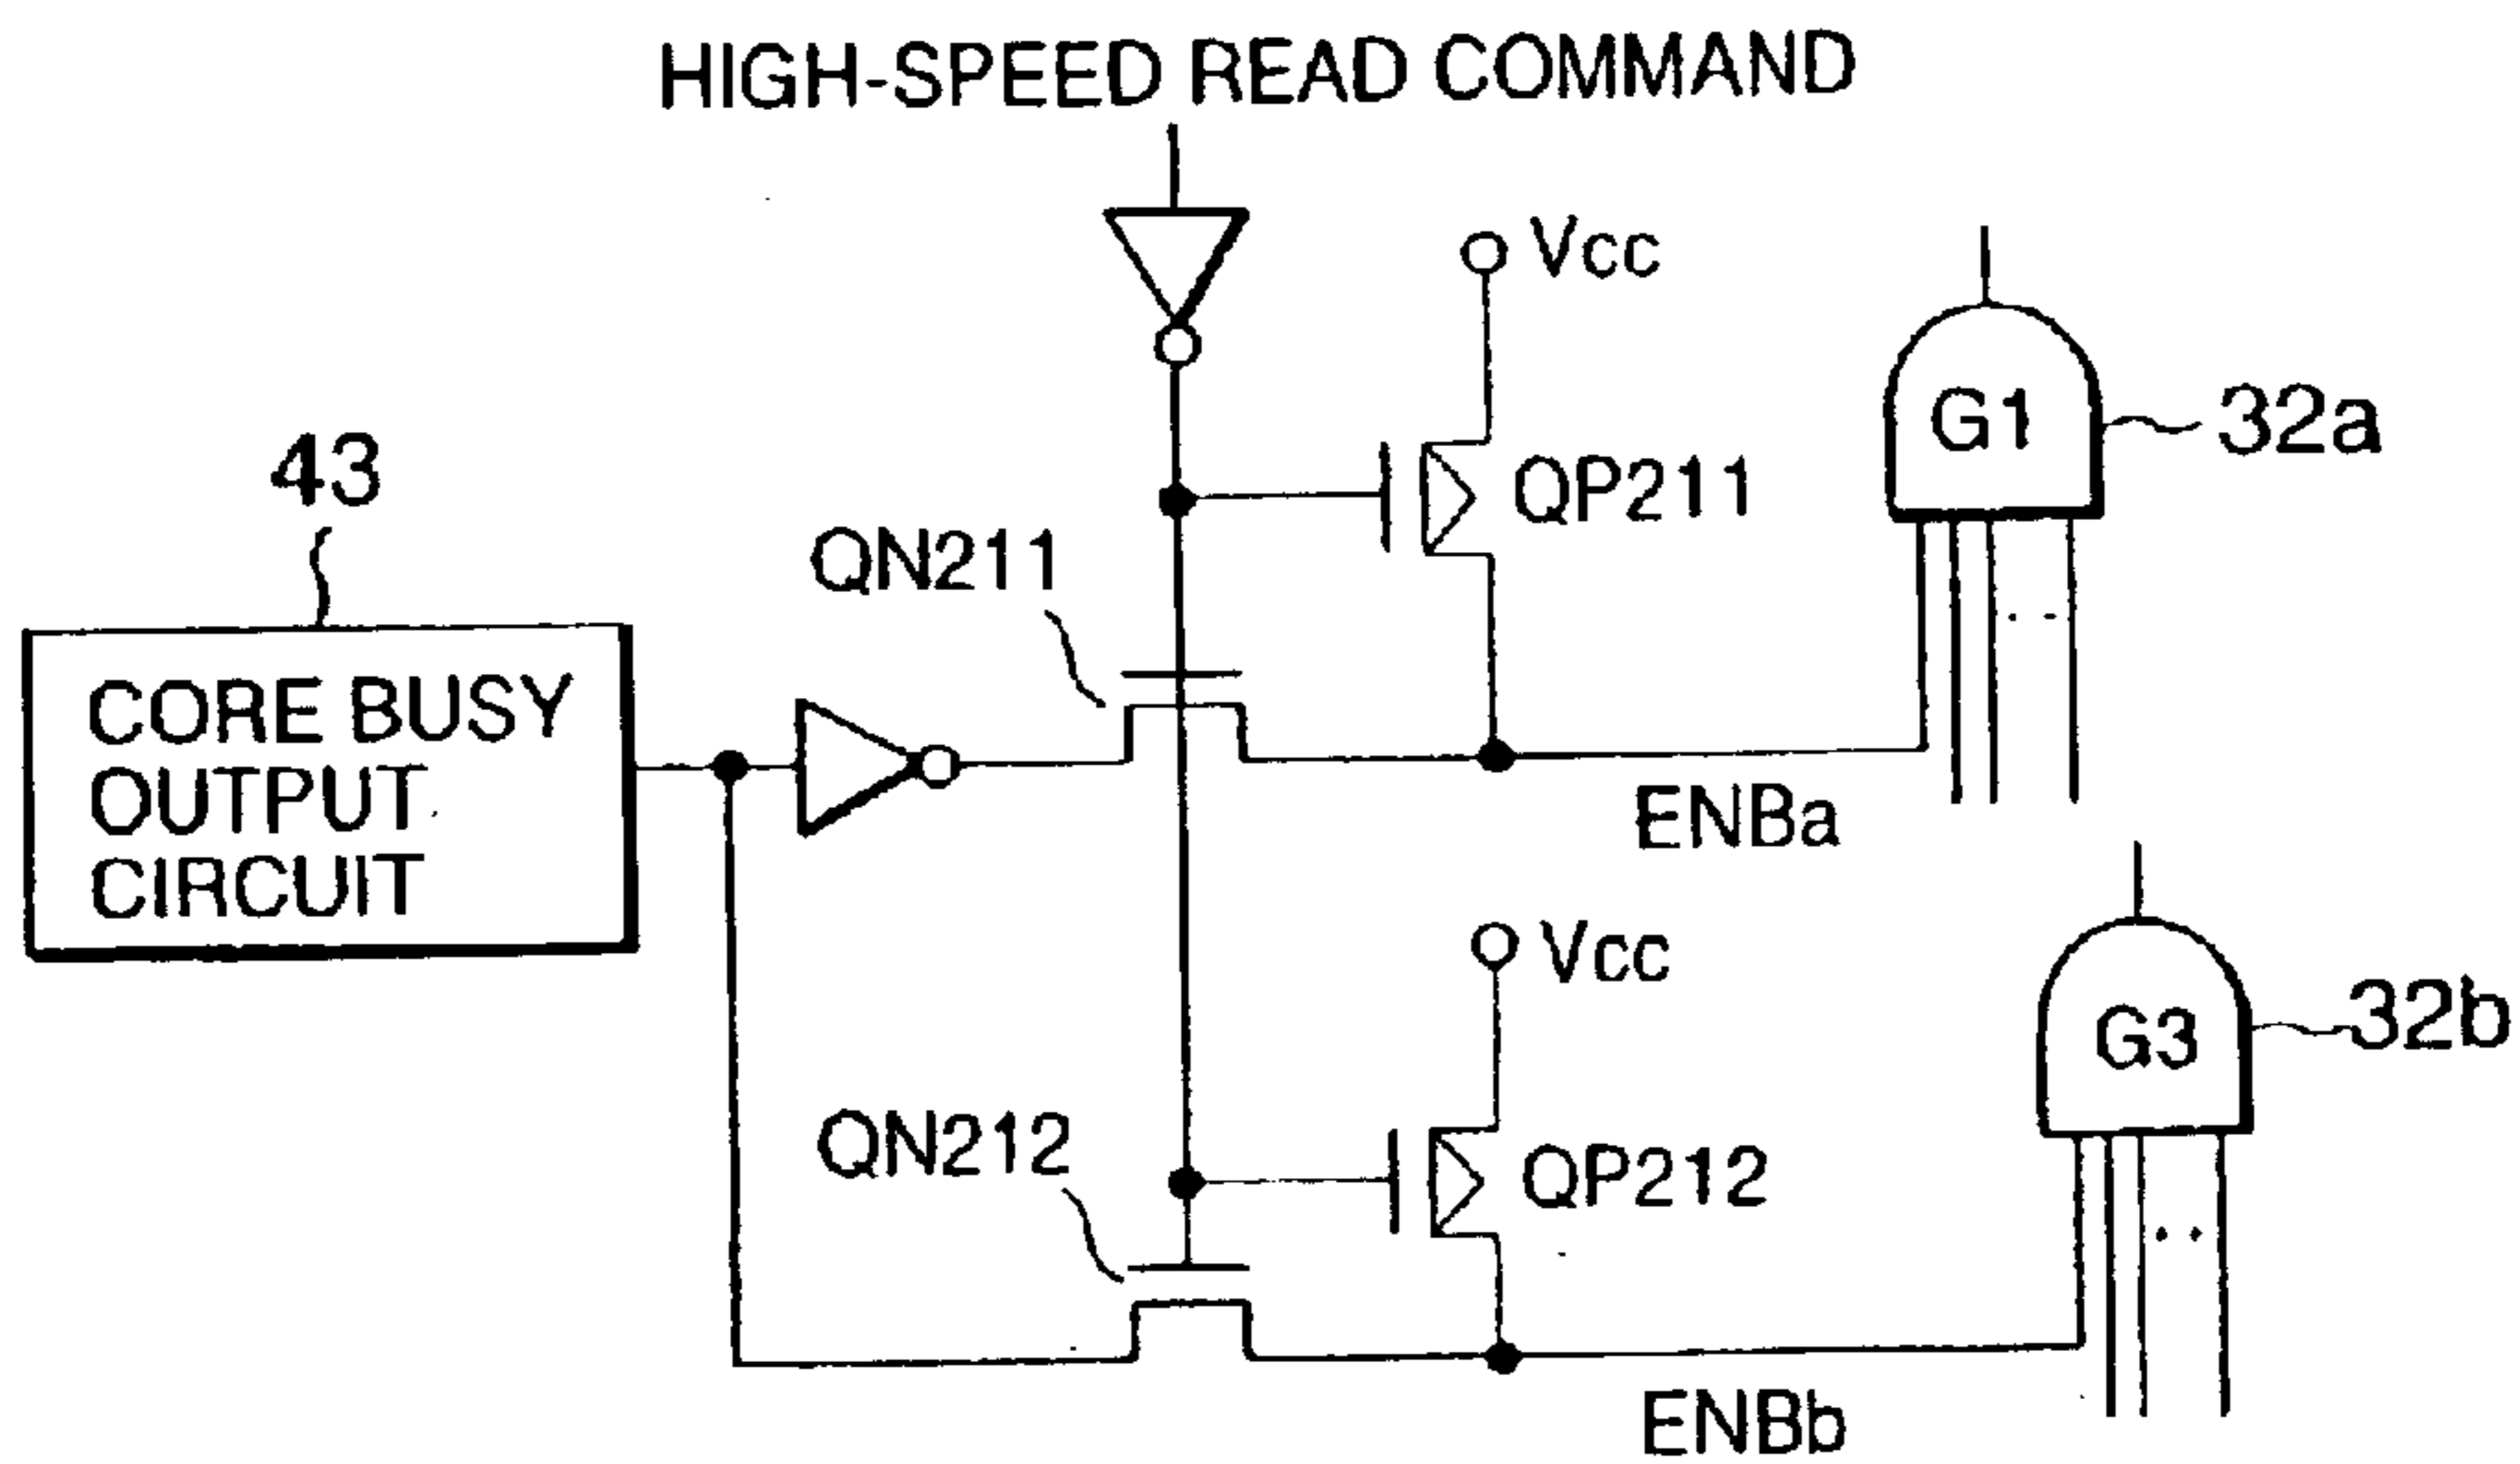 HIGH-SPEED READ COMMAND
Vcc
G1
32a
43
QP211
QN211
CORE BUSY
OUTPUT
CIRCUIT
ENBa
Vcc
G3
32b
QN212
QP212
ENBb